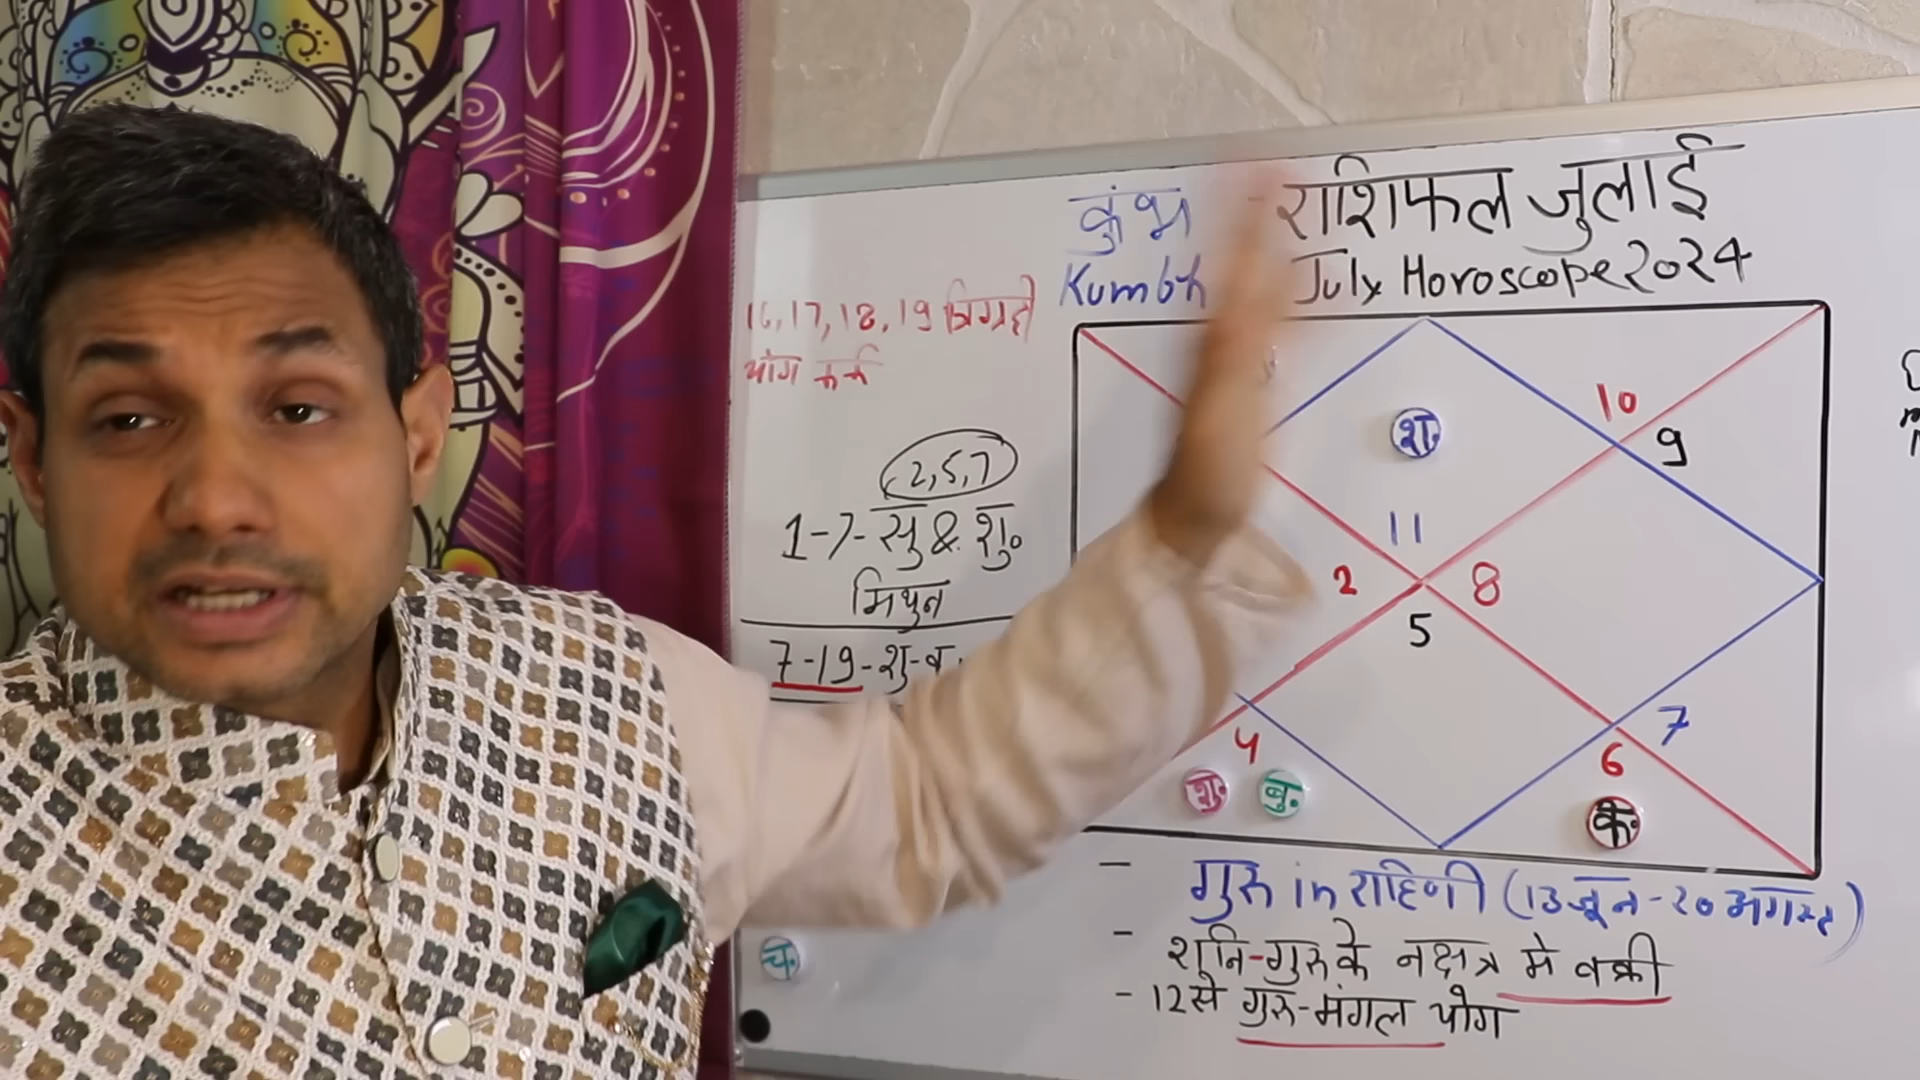 कुंभ - राशिफल जुलाई
Kumbh July Horoscope 2024
16,17,18,19 त्रिग्रही
योग कर्क
2,5,7
1-7- सु & शु॰
मिथुन
7-19-शु-बु
श॰
10
9
11
2
8
5
4
7
6
शु॰
बु॰
के॰
च॰
- गुरु in रोहिणी (13 जून - 20 अगस्त)
- शनि-गुरु के नक्षत्र मे वक्री
- 12 से गुरु-मंगल योग